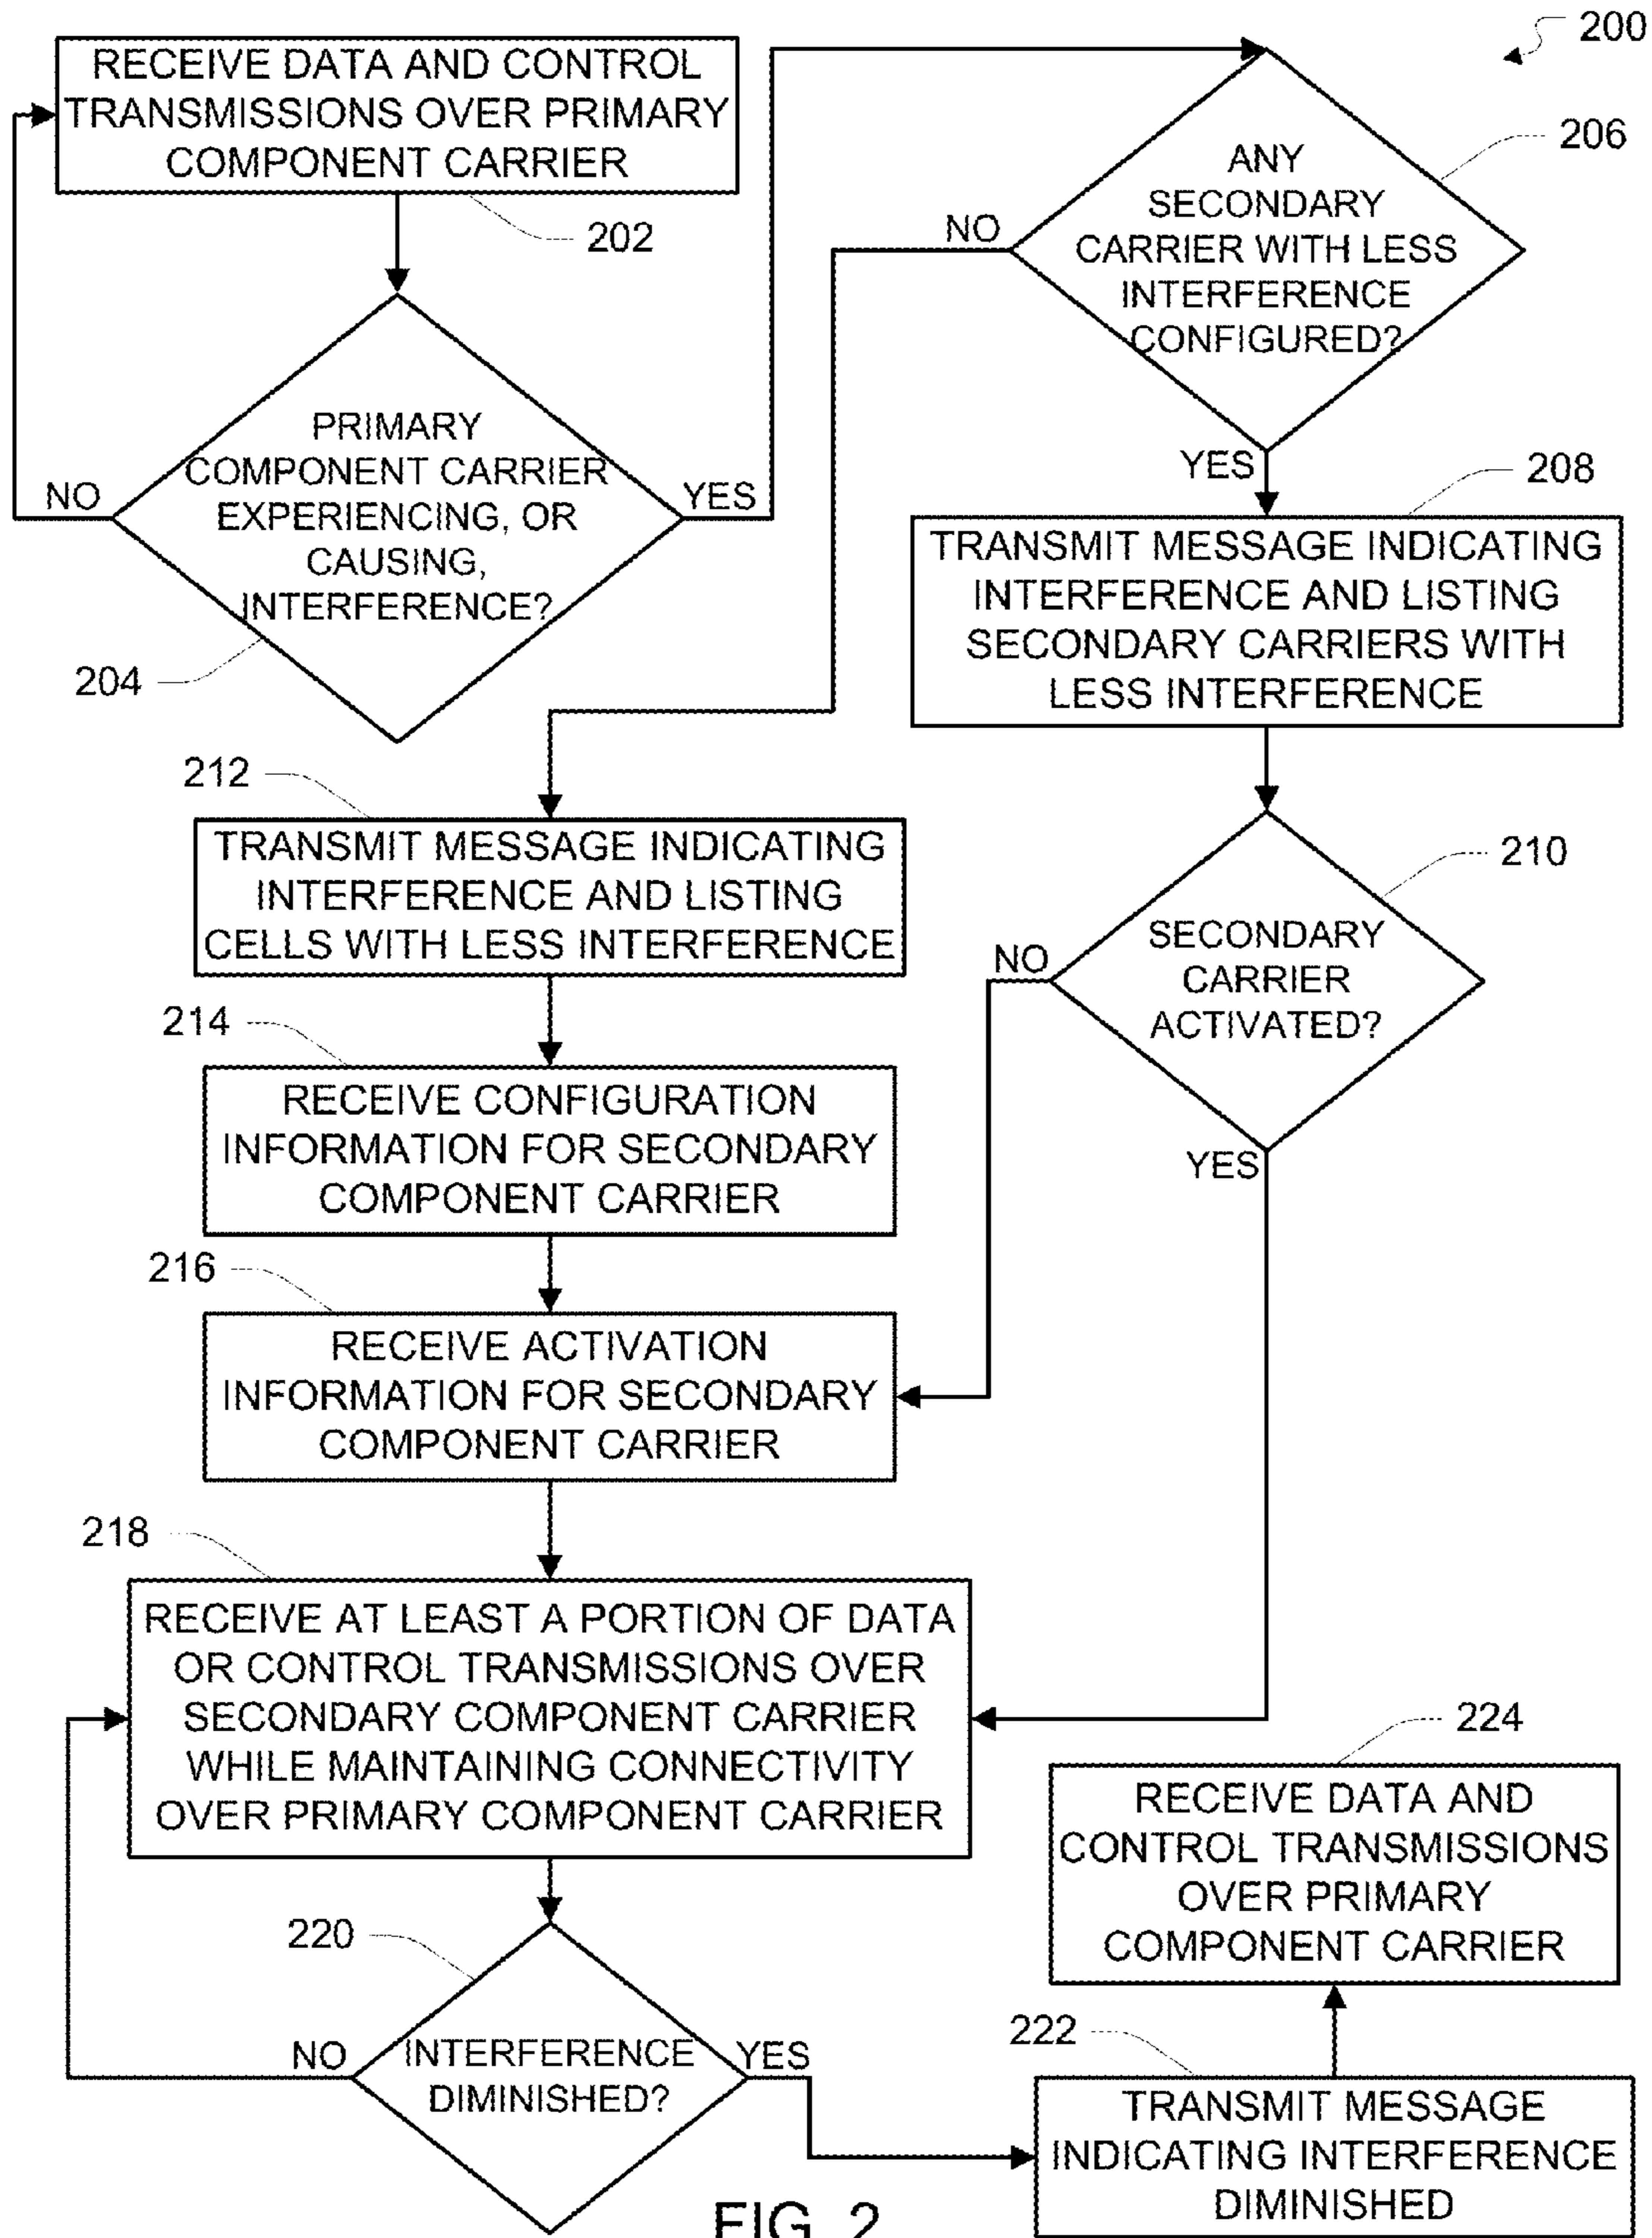 200
RECEIVE DATA AND CONTROL
TRANSMISSIONS OVER PRIMARY
COMPONENT CARRIER
202
PRIMARY
COMPONENT CARRIER
EXPERIENCING, OR
CAUSING,
INTERFERENCE?
NO
YES
204
206
ANY
SECONDARY
CARRIER WITH LESS
INTERFERENCE
CONFIGURED?
NO
YES
208
TRANSMIT MESSAGE INDICATING
INTERFERENCE AND LISTING
SECONDARY CARRIERS WITH
LESS INTERFERENCE
210
SECONDARY
CARRIER
ACTIVATED?
NO
YES
212
TRANSMIT MESSAGE INDICATING
INTERFERENCE AND LISTING
CELLS WITH LESS INTERFERENCE
214
RECEIVE CONFIGURATION
INFORMATION FOR SECONDARY
COMPONENT CARRIER
216
RECEIVE ACTIVATION
INFORMATION FOR SECONDARY
COMPONENT CARRIER
218
RECEIVE AT LEAST A PORTION OF DATA
OR CONTROL TRANSMISSIONS OVER
SECONDARY COMPONENT CARRIER
WHILE MAINTAINING CONNECTIVITY
OVER PRIMARY COMPONENT CARRIER
220
INTERFERENCE
DIMINISHED?
NO
YES
222
TRANSMIT MESSAGE
INDICATING INTERFERENCE
DIMINISHED
224
RECEIVE DATA AND
CONTROL TRANSMISSIONS
OVER PRIMARY
COMPONENT CARRIER
FIG. 2